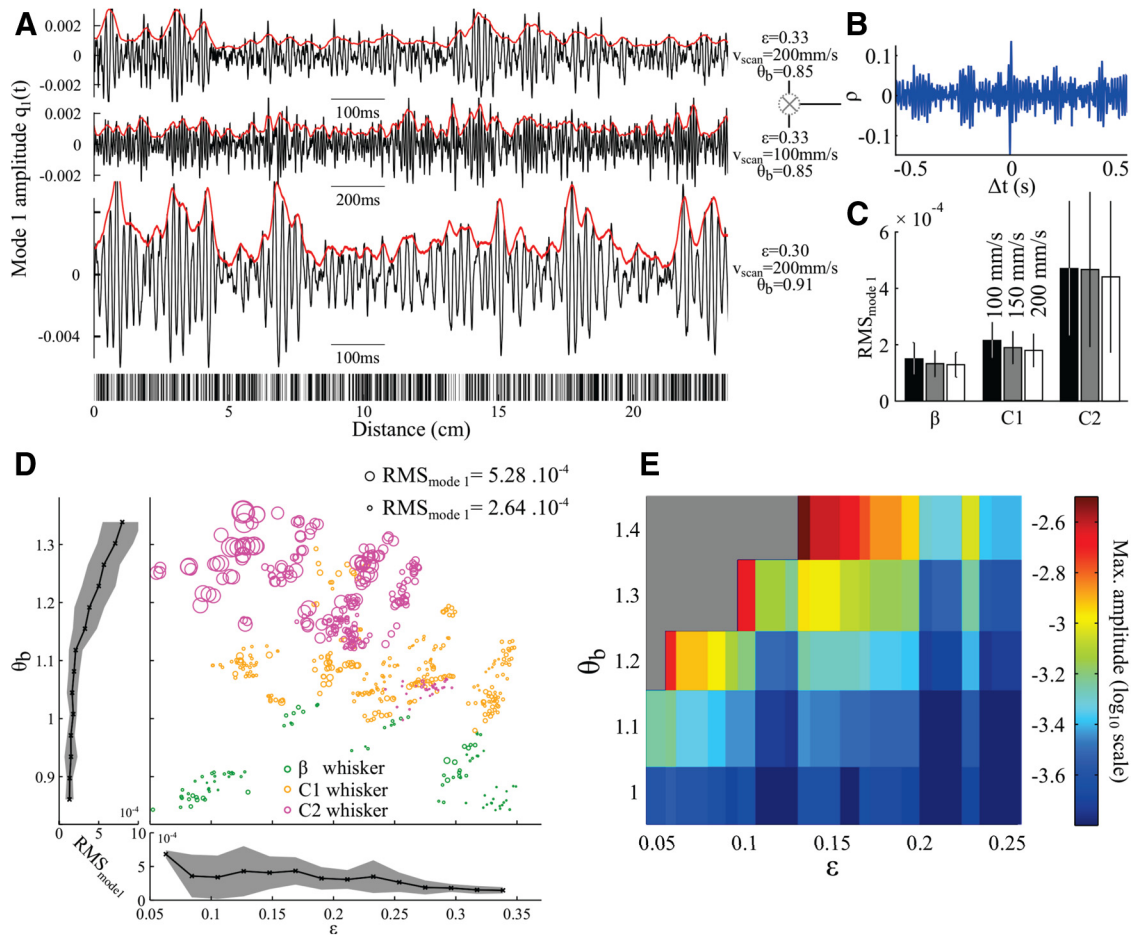 A
Mode 1 amplitude q1(t)
0.002
0
-0.002
100ms
ε=0.33
vscan=200mm/s
θb=0.85
0.002
0
-0.002
200ms
ε=0.33
vscan=100mm/s
θb=0.85
0
-0.004
100ms
ε=0.30
vscan=200mm/s
θb=0.91
0 5 10 15 20
Distance (cm)
B
ρ
0.1
0
-0.1
-0.5 0 0.5
Δt (s)
C
× 10-4
RMSmode 1
6
4
2
0
100 mm/s
150 mm/s
200 mm/s
β C1 C2
D
RMSmode 1= 5.28 .10-4
RMSmode 1= 2.64 .10-4
θb
1.3
1.2
1.1
1
0.9
10-4
0 5 10
RMSmode1
β whisker
C1 whisker
C2 whisker
10-4
5
0
0.05 0.1 0.15 0.2 0.25 0.3 0.35
ε
E
θb
1.4
1.3
1.2
1.1
1
0.05 0.1 0.15 0.2 0.25
ε
-2.6
-2.8
-3
-3.2
-3.4
-3.6
Max. amplitude (log10 scale)